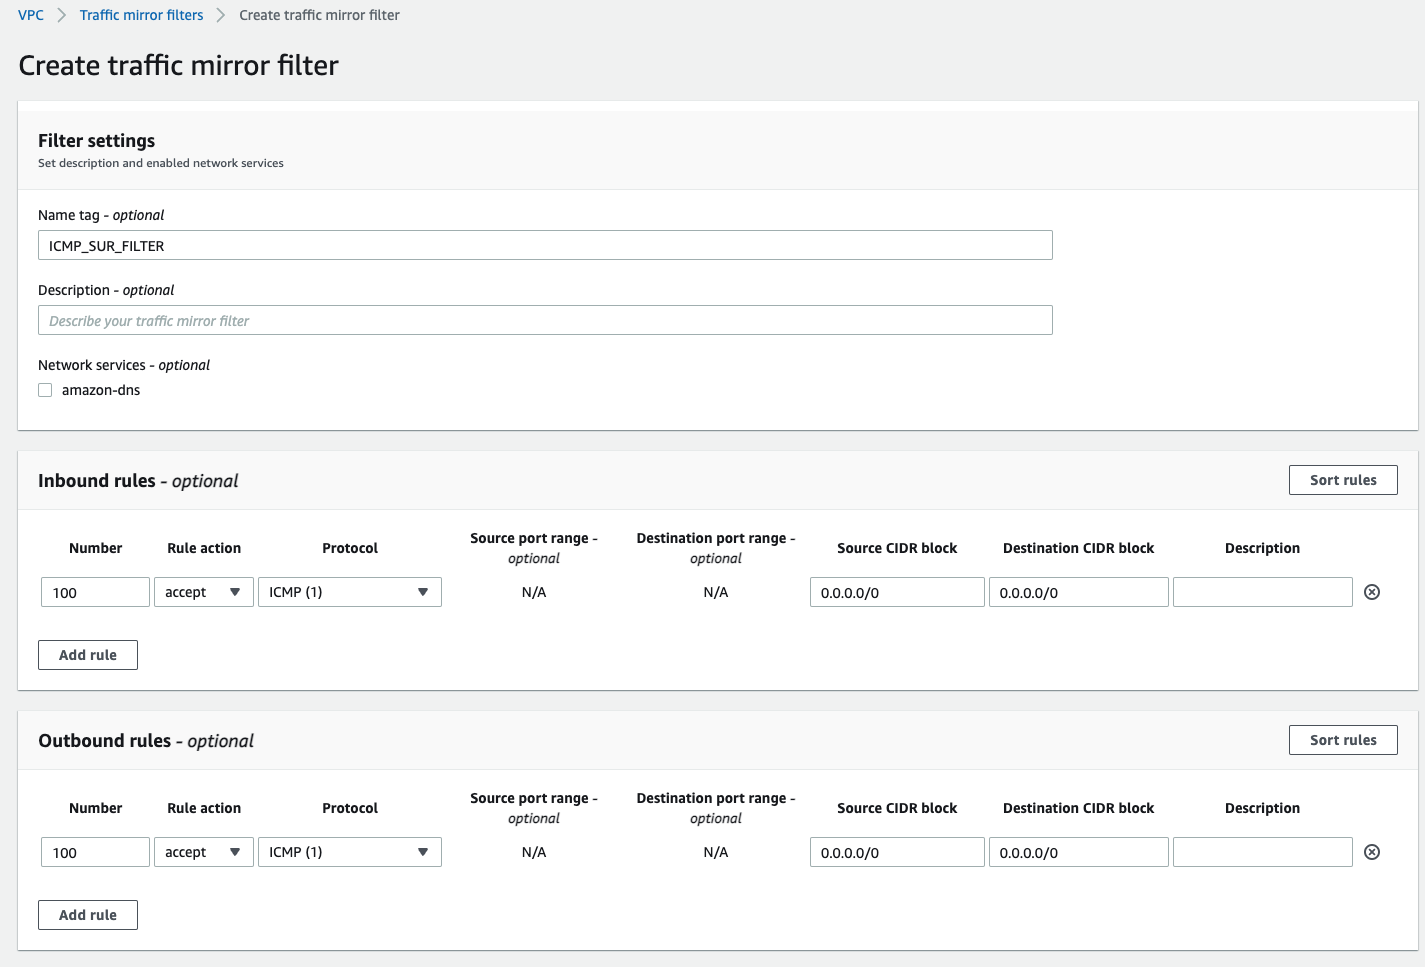 VPC > Traffic mirror filters > Create traffic mirror filter
Create traffic mirror filter
Filter settings
Set description and enabled network services
Name tag - optional
ICMP_SUR_FILTER
Description - optional
Describe your traffic mirror filter
Network services - optional
amazon-dns
Inbound rules - optional
Sort rules
Number Rule action Protocol Source port range - optional Destination port range - optional Source CIDR block Destination CIDR block Description
100 accept ICMP (1) N/A N/A 0.0.0.0/0 0.0.0.0/0
Add rule
Outbound rules - optional
Sort rules
Number Rule action Protocol Source port range - optional Destination port range - optional Source CIDR block Destination CIDR block Description
100 accept ICMP (1) N/A N/A 0.0.0.0/0 0.0.0.0/0
Add rule